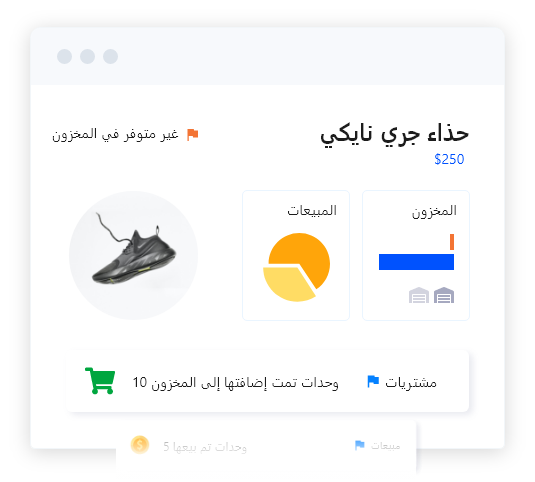 حذاء جري نايكي
$250
غير متوفر في المخزون
المخزون
المبيعات
مشتريات
وحدات تمت إضافتها إلى المخزون 10
مبيعات
وحدات تم بيعها 5